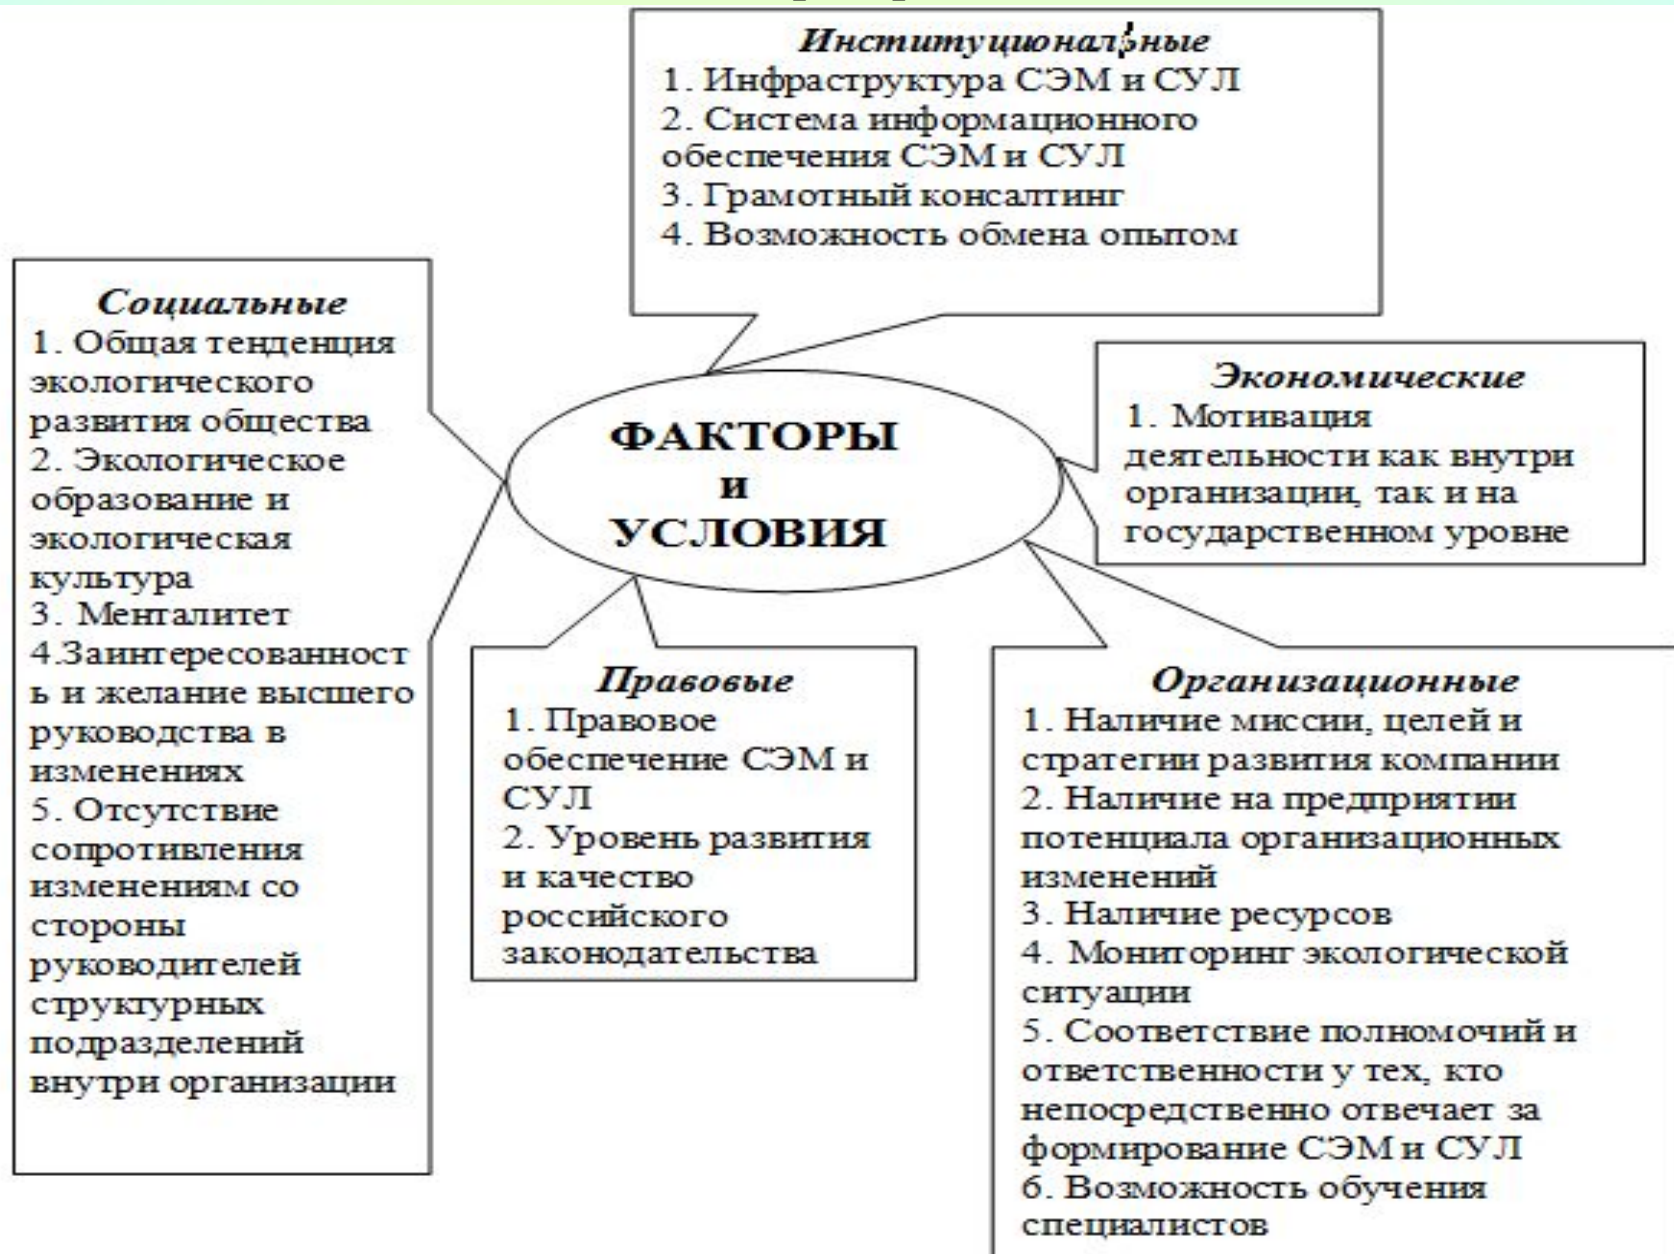 Институциональные
1. Инфраструктура СЭМ и СУЛ
2. Система информационного
обеспечения СЭМ и СУЛ
3. Грамотный консалтинг
4. Возможность обмена опытом
Социальные
1. Общая тенденция
экологического
развития общества
2. Экологическое
образование и
экологическая
культура
3. Менталитет
4.Заинтересованност
ь и желание высшего
руководства в
изменениях
5. Отсутствие
сопротивления
изменениям со
стороны
руководителей
структурных
подразделений
внутри организации
ФАКТОРЫ
и
УСЛОВИЯ
Экономические
1. Мотивация
деятельности как внутри
организации, так и на
государственном уровне
Правовые
1. Правовое
обеспечение СЭМ и
СУЛ
2. Уровень развития
и качество
российского
законодательства
Организационные
1. Наличие миссии, целей и
стратегии развития компании
2. Наличие на предприятии
потенциала организационных
изменений
3. Наличие ресурсов
4. Мониторинг экологической
ситуации
5. Соответствие полномочий и
ответственности у тех, кто
непосредственно отвечает за
формирование СЭМ и СУЛ
6. Возможность обучения
специалистов